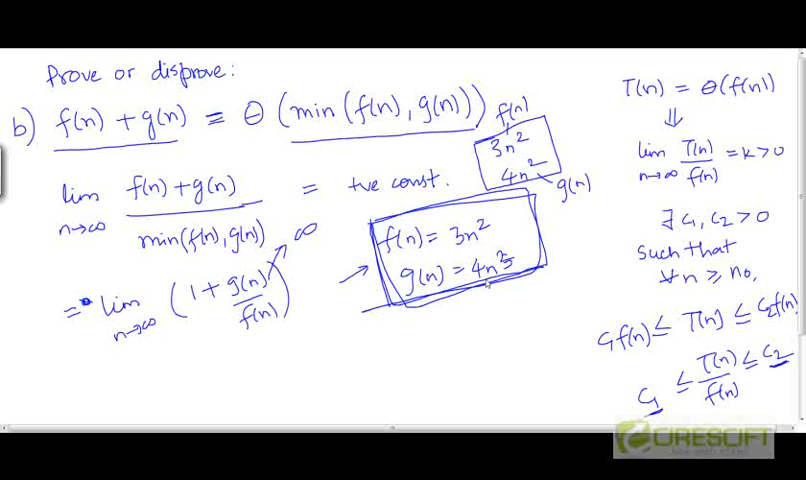 Prove or disprove:
b) f(n) + g(n) = Θ (min(f(n), g(n)))
f(n)
3n²
4n²
g(n)
lim n→∞ f(n)+g(n) / min(f(n), g(n)) = +ve const.
= lim n→∞ (1 + g(n)/f(n)) ∞
f(n) = 3n²
g(n) = 4n³
T(n) = Θ(f(n))
⇓
lim n→∞ T(n)/f(n) = k > 0
∃ c₁, c₂ > 0
such that
∀n ≥ n₀,
c₁f(n) ≤ T(n) ≤ c₂f(n)
c₁ ≤ T(n)/f(n) ≤ c₂
CIRESCIFT